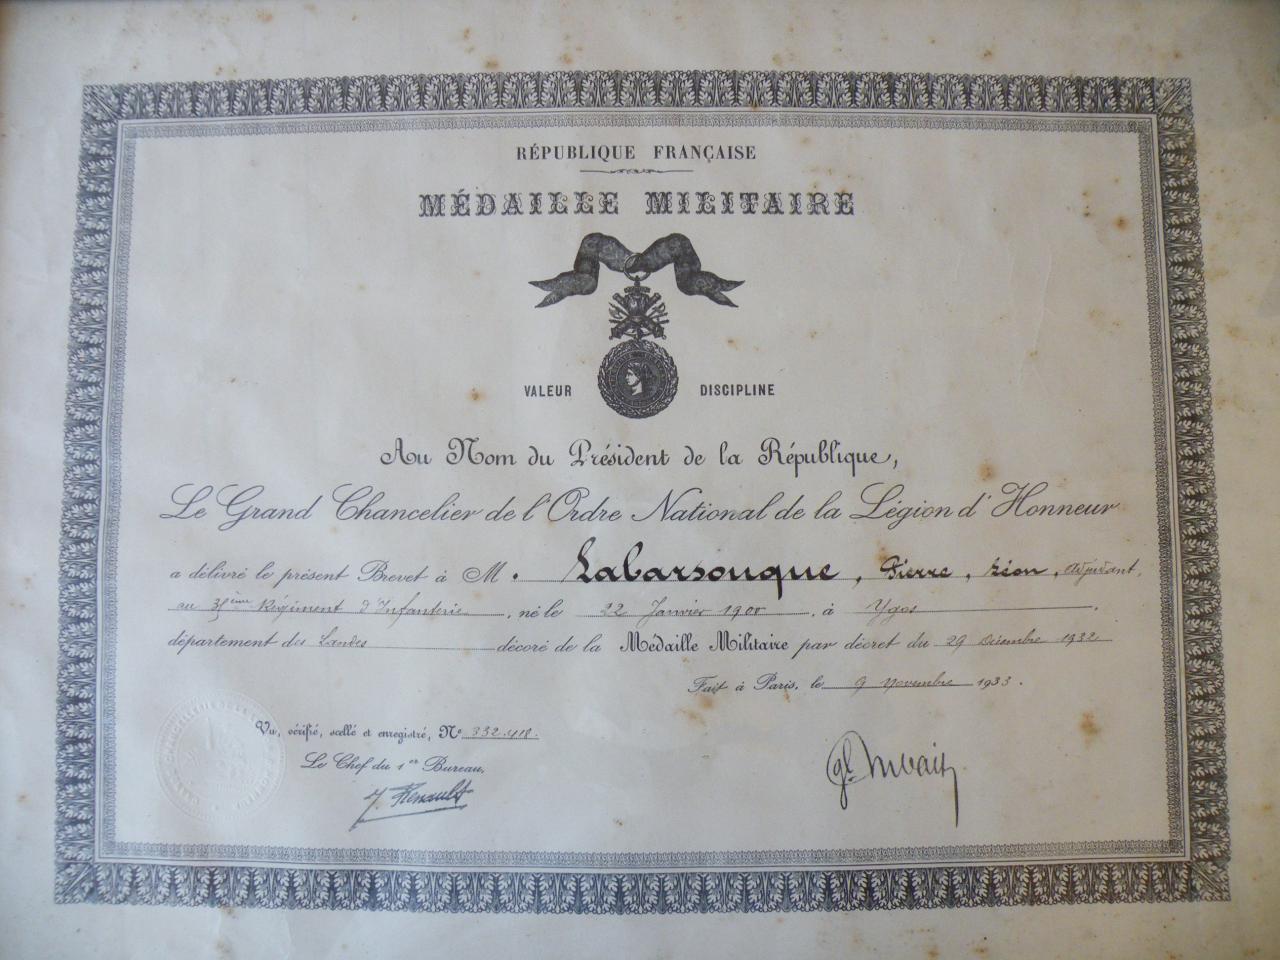 RÉPUBLIQUE FRANÇAISE
MÉDAILLE MILITAIRE
VALEUR DISCIPLINE
Au Nom du Président de la République,
Le Grand Chancelier de l'Ordre National de la Légion d'Honneur
a délivré le présent Brevet à M. Labarsouque, Pierre, Léon, Adjudant,
au Régiment d'Infanterie, né le 22 Janvier 1900, à Ygos,
département des Landes décoré de la Médaille Militaire par décret du 29 Décembre 1932
Fait à Paris, le 9 Novembre 1933.
Vu, vérifié, scellé et enregistré, N° 332.418.
Le Chef du 1er Bureau,
Renault